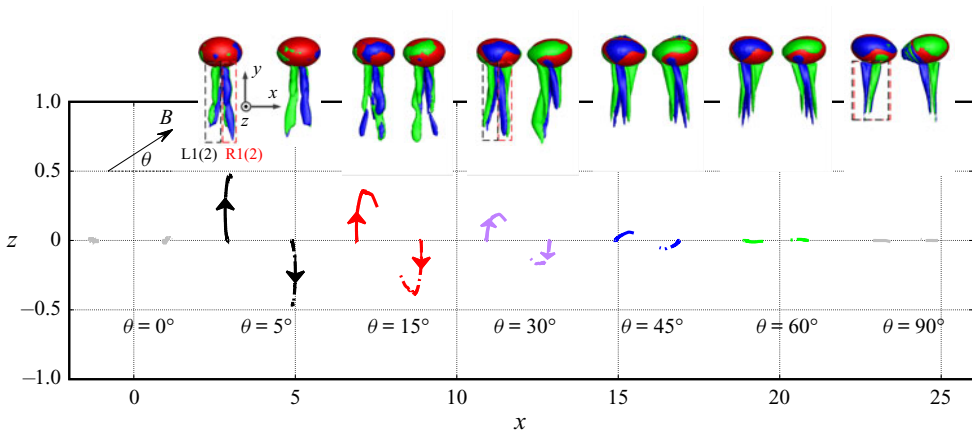 y
x
z
1.0
B
θ
L1(2) R1(2)
0.5
z
0
−0.5
θ = 0° θ = 5° θ = 15° θ = 30° θ = 45° θ = 60° θ = 90°
−1.0
0 5 10 15 20 25
x